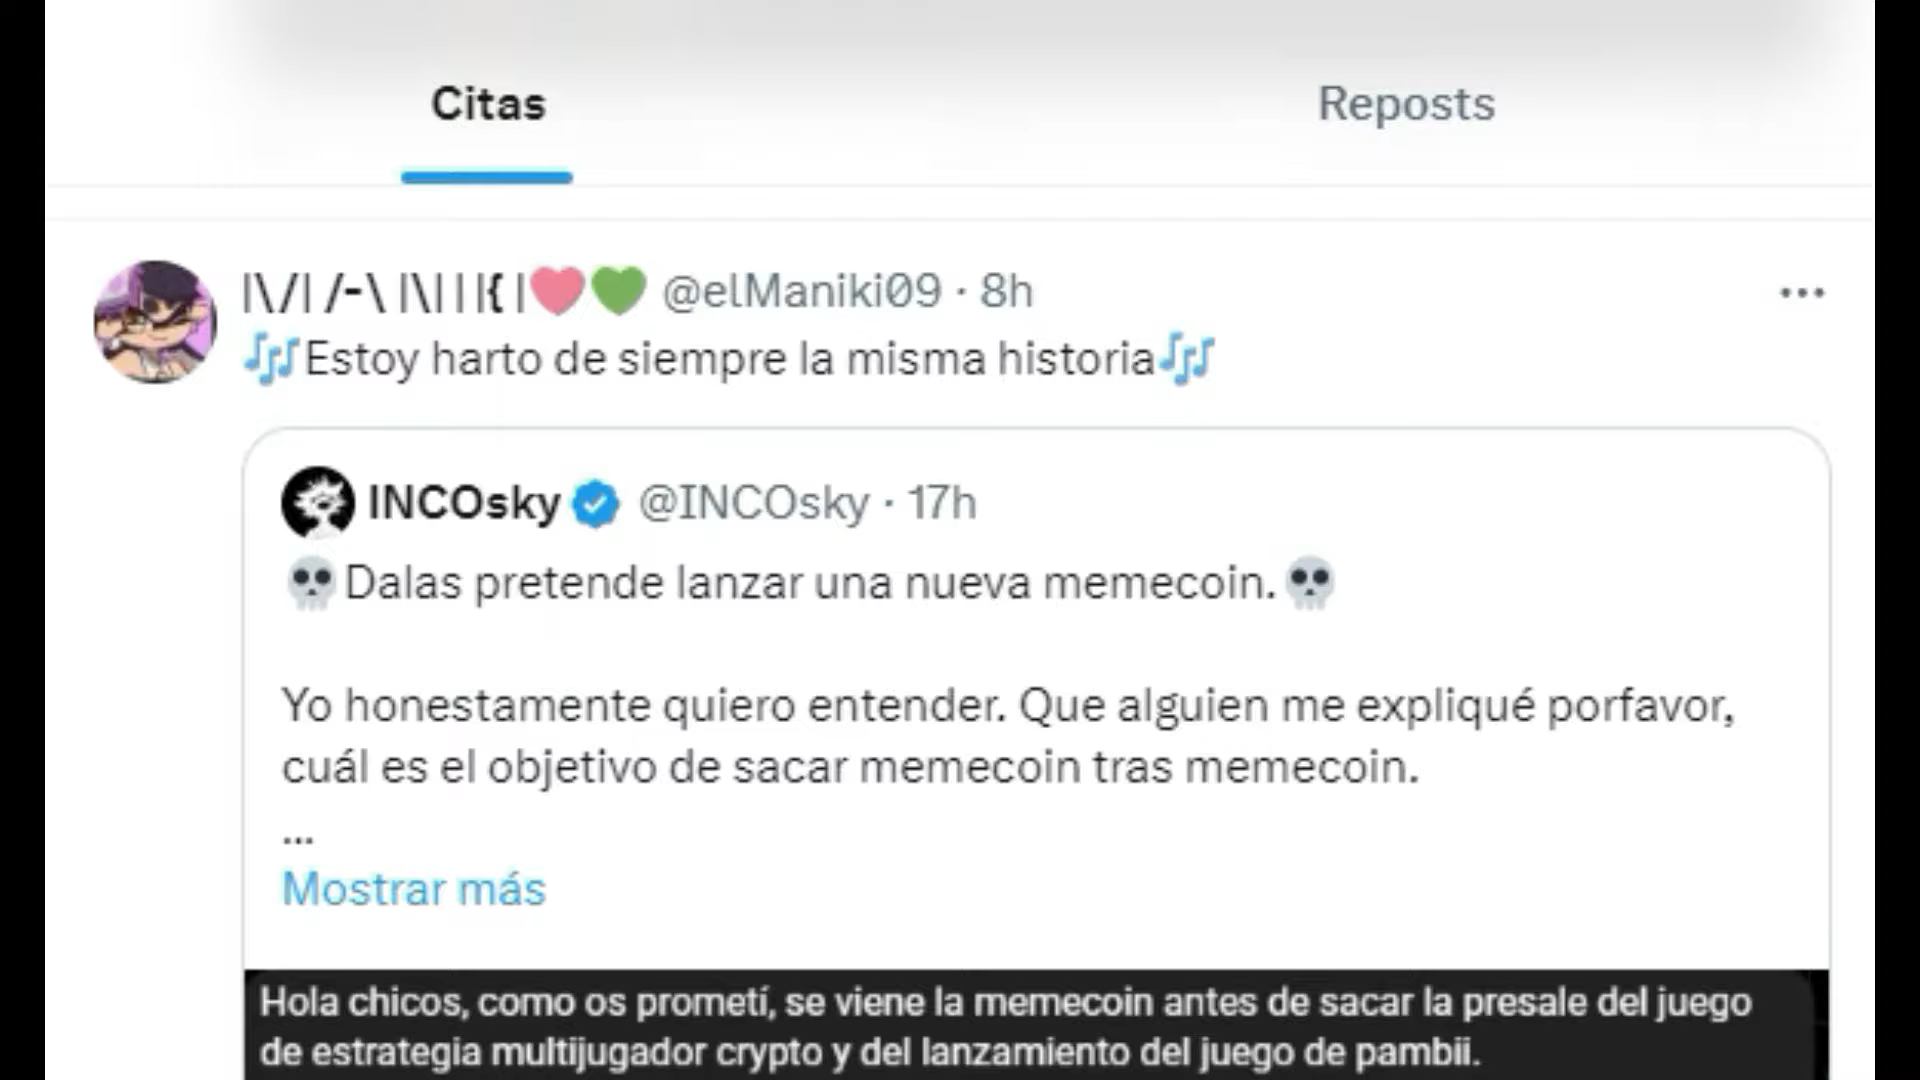 Citas
Reposts
|\/| /-\ |\| | |{ |🩷💚 @elManiki09 · 8h
🎶Estoy harto de siempre la misma historia🎶
INCOsky @INCOsky · 17h
💀Dalas pretende lanzar una nueva memecoin.💀
Yo honestamente quiero entender. Que alguien me expliqué porfavor,
cuál es el objetivo de sacar memecoin tras memecoin.
...
Mostrar más
Hola chicos, como os prometí, se viene la memecoin antes de sacar la presale del juego
de estrategia multijugador crypto y del lanzamiento del juego de pambii.